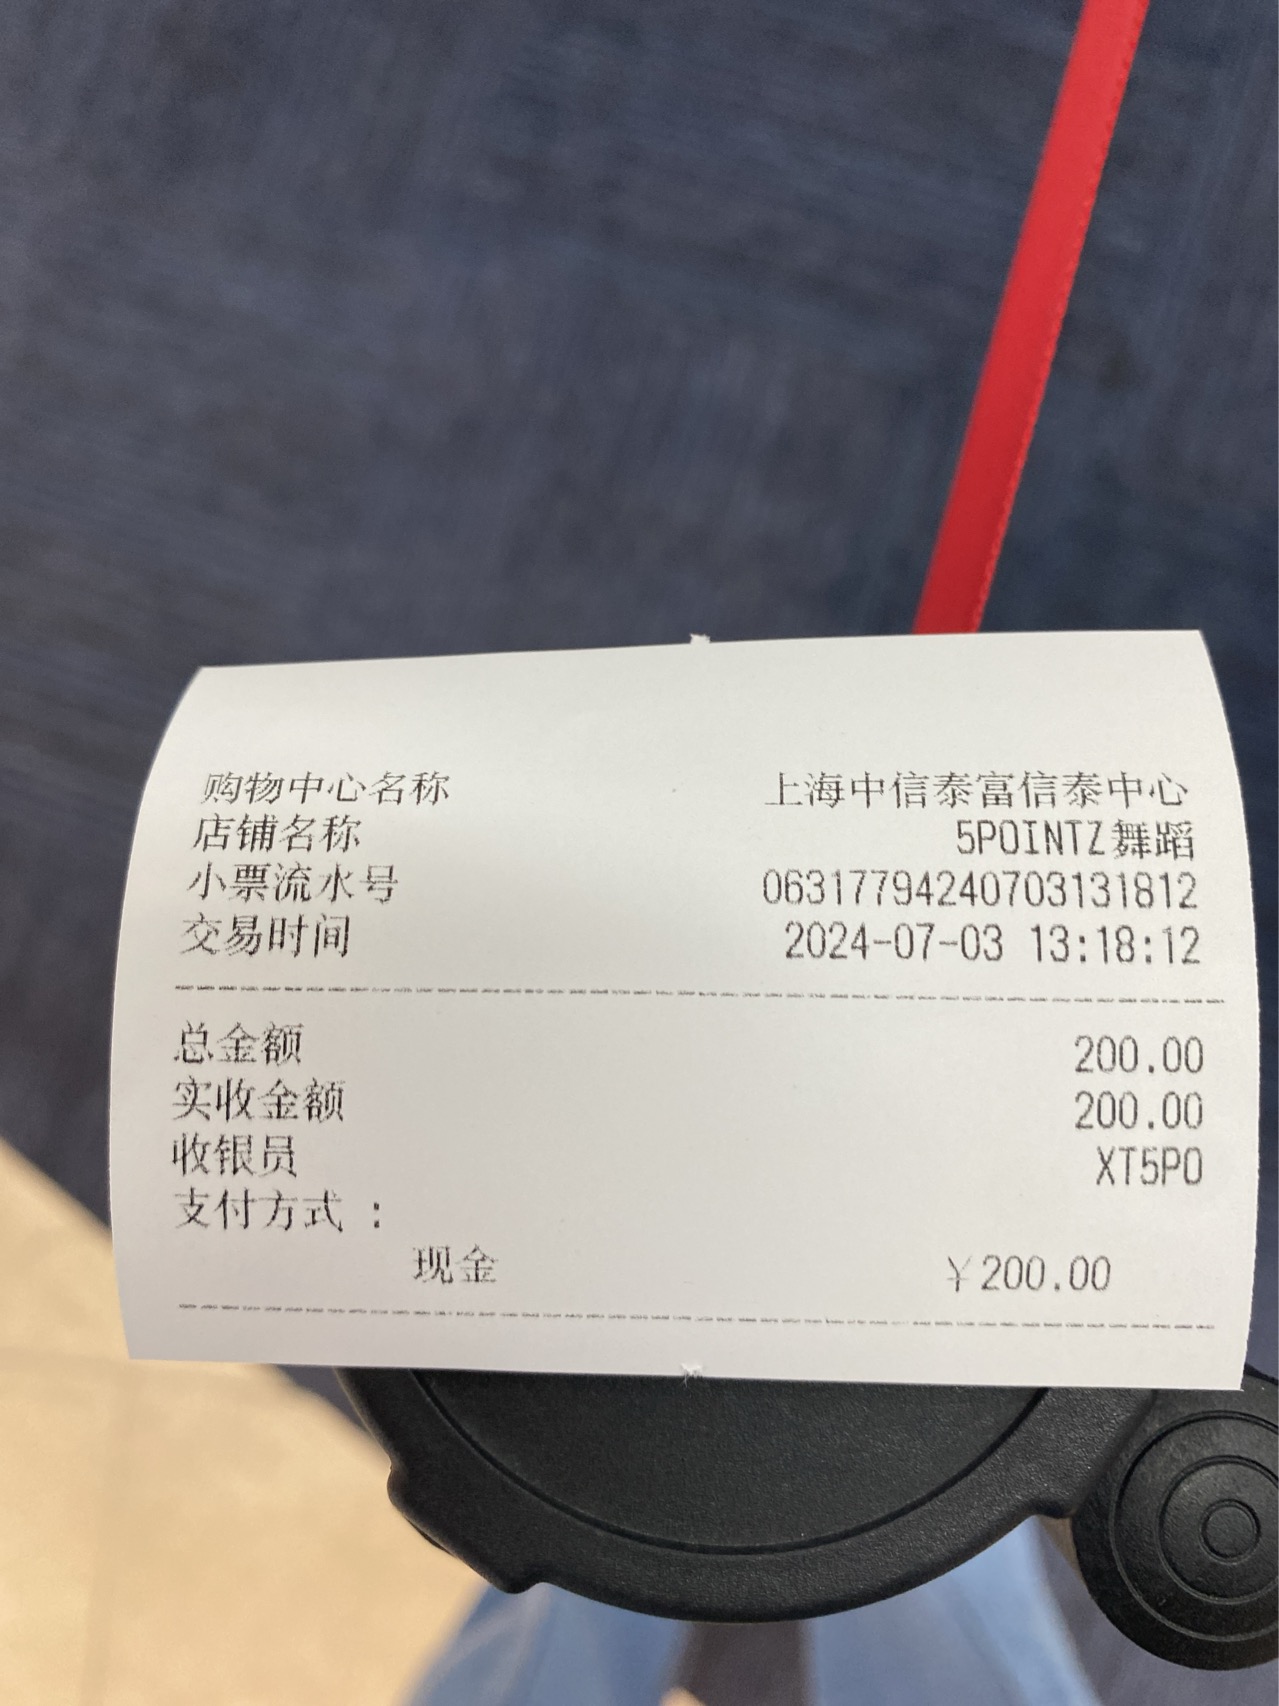 购物中心名称 上海中信泰富信泰中心
店铺名称 5POINTZ舞蹈
小票流水号 06317794240703131812
交易时间 2024-07-03 13:18:12
总金额 200.00
实收金额 200.00
收银员 XT5PO
支付方式 :
现金 ¥200.00